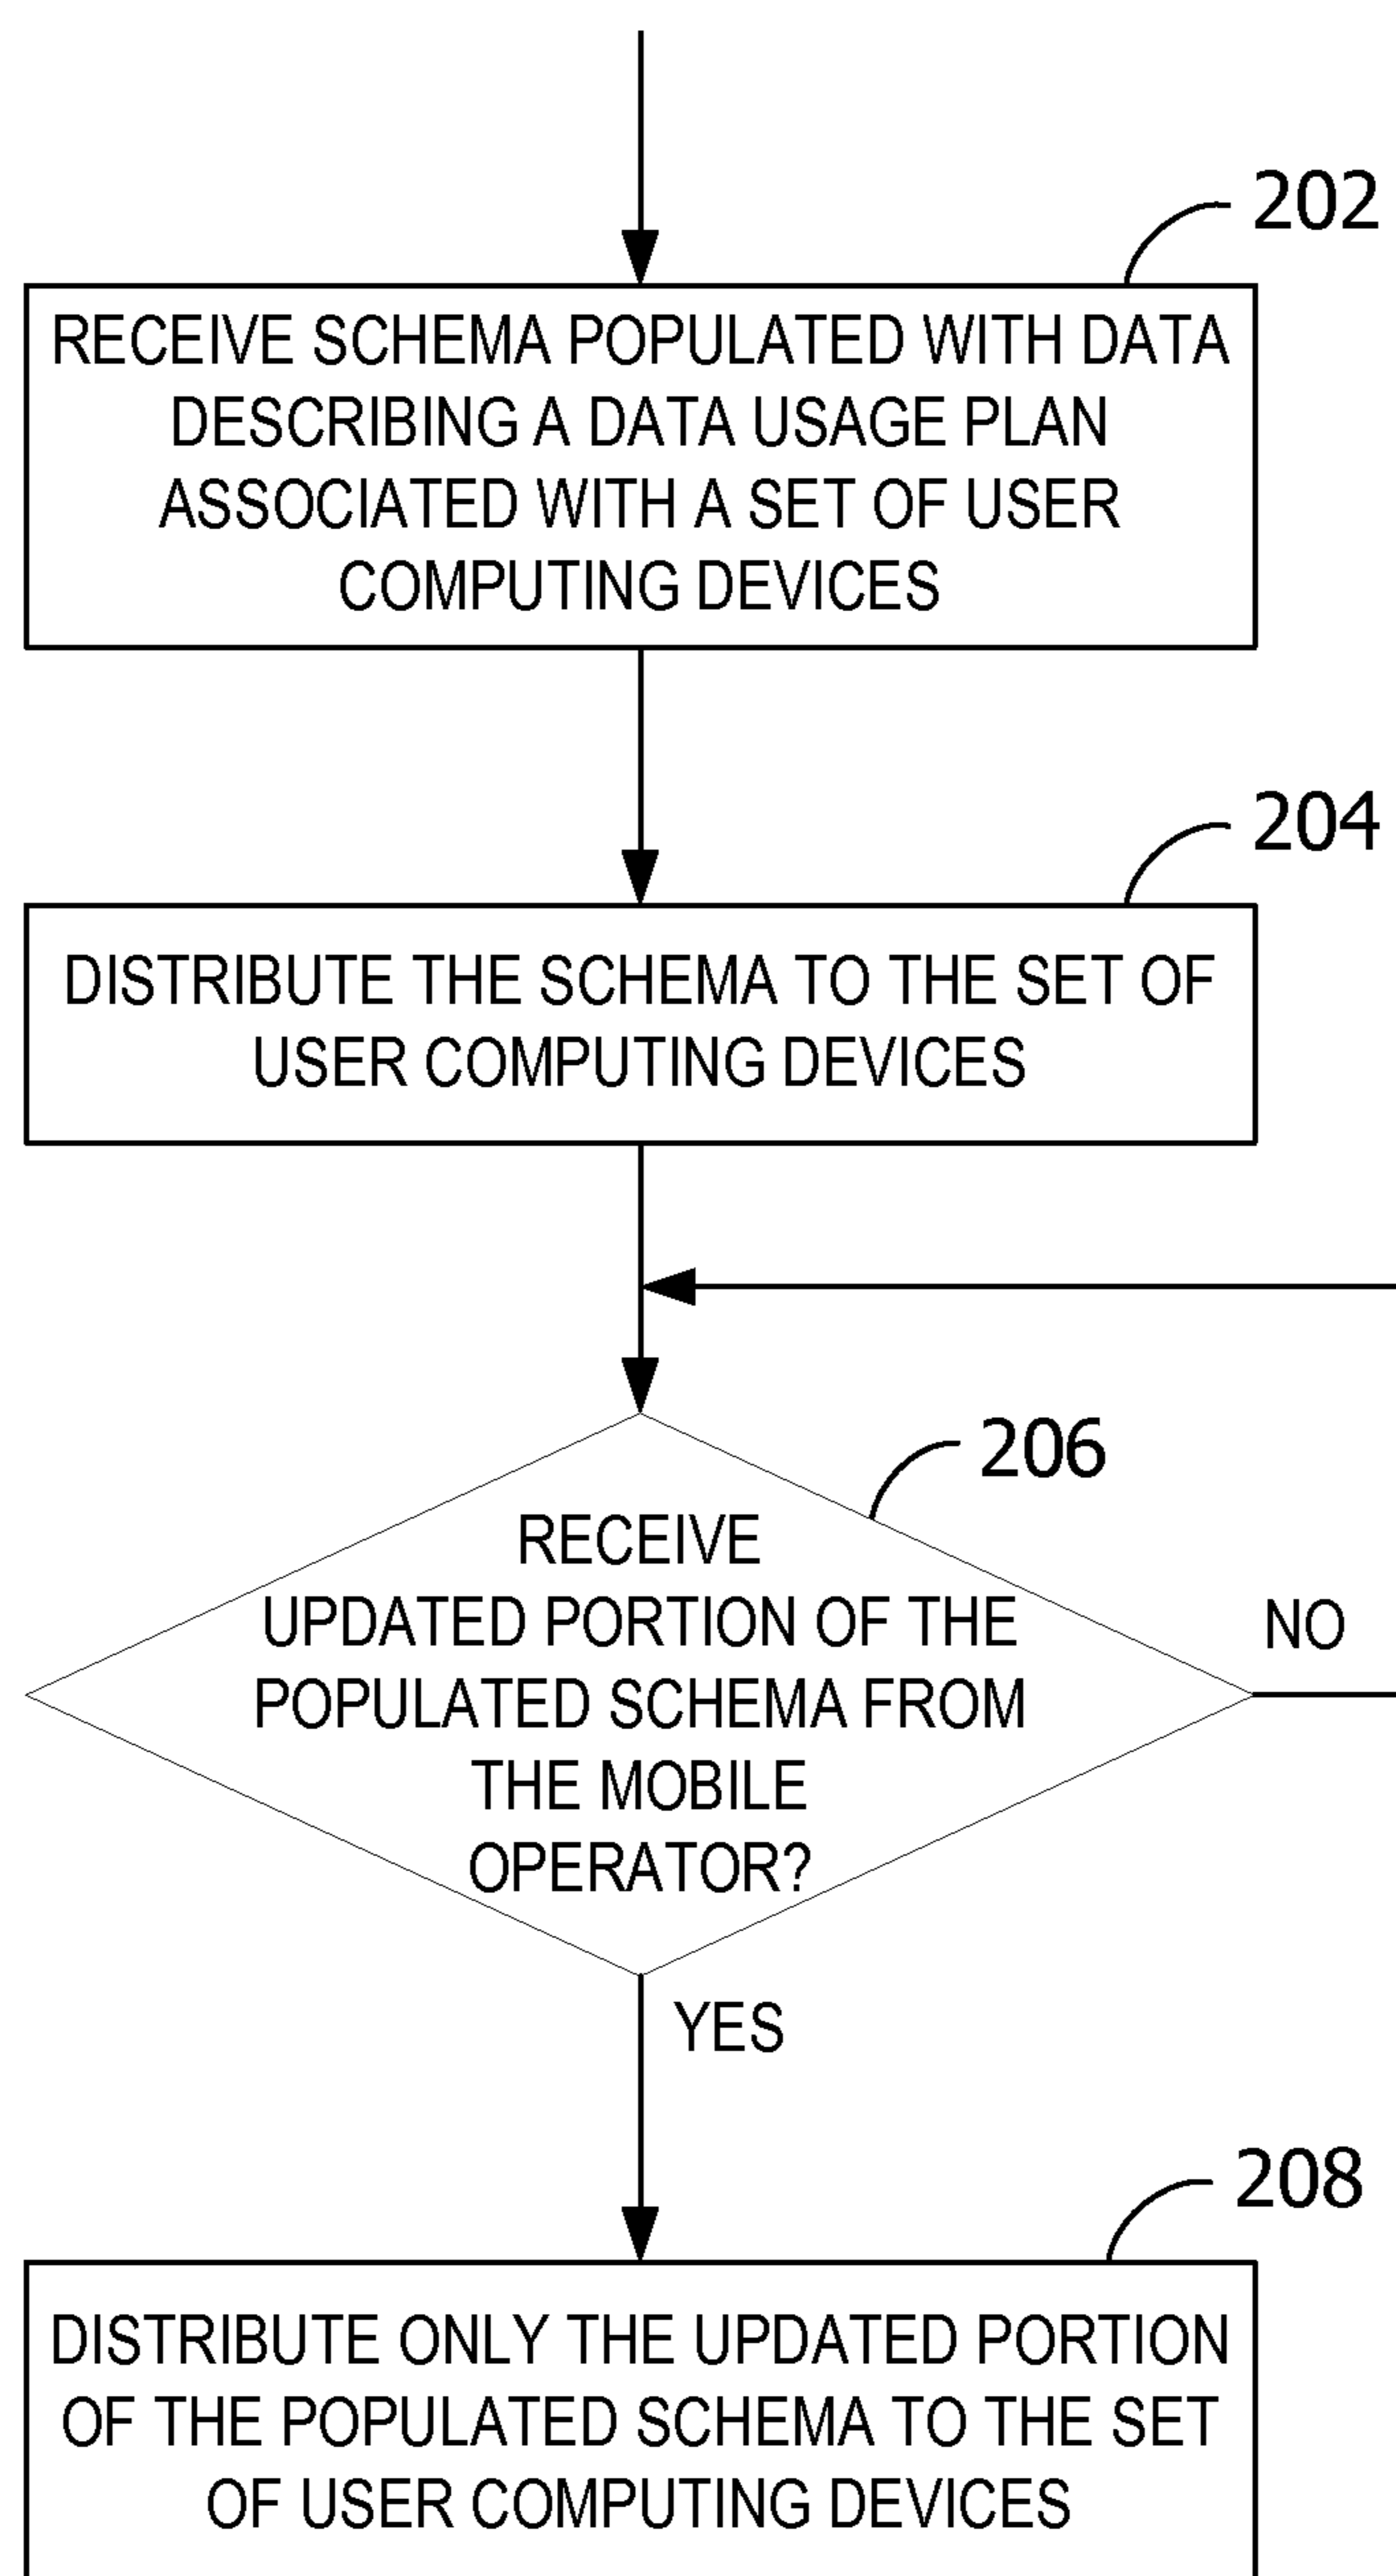 202
RECEIVE SCHEMA POPULATED WITH DATA
DESCRIBING A DATA USAGE PLAN
ASSOCIATED WITH A SET OF USER
COMPUTING DEVICES
204
DISTRIBUTE THE SCHEMA TO THE SET OF
USER COMPUTING DEVICES
206
RECEIVE
UPDATED PORTION OF THE
POPULATED SCHEMA FROM
THE MOBILE
OPERATOR?
NO
YES
208
DISTRIBUTE ONLY THE UPDATED PORTION
OF THE POPULATED SCHEMA TO THE SET
OF USER COMPUTING DEVICES